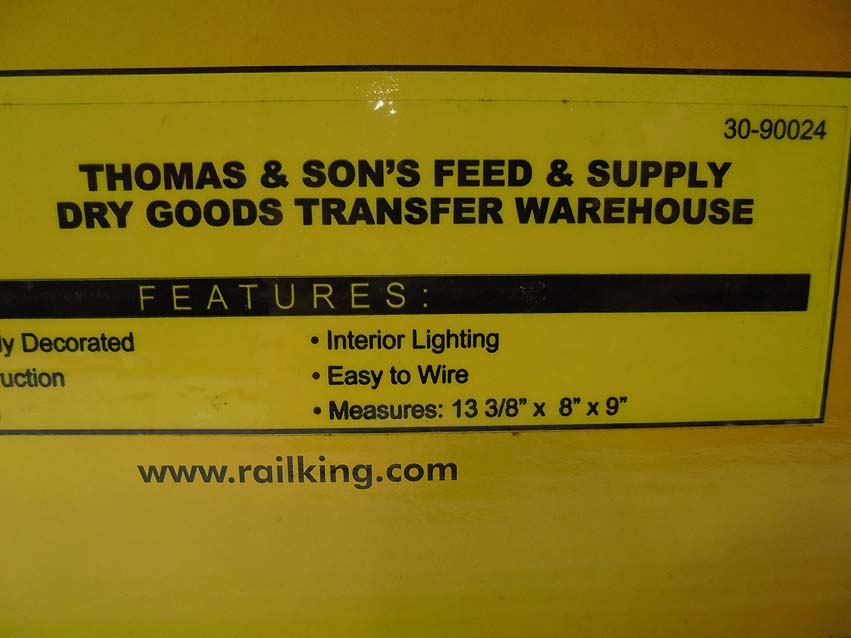 30-90024
THOMAS & SON'S FEED & SUPPLY
DRY GOODS TRANSFER WAREHOUSE
FEATURES:
Decorated
• Interior Lighting
• Easy to Wire
• Measures: 13 3/8" x 8" x 9"
www.railking.com